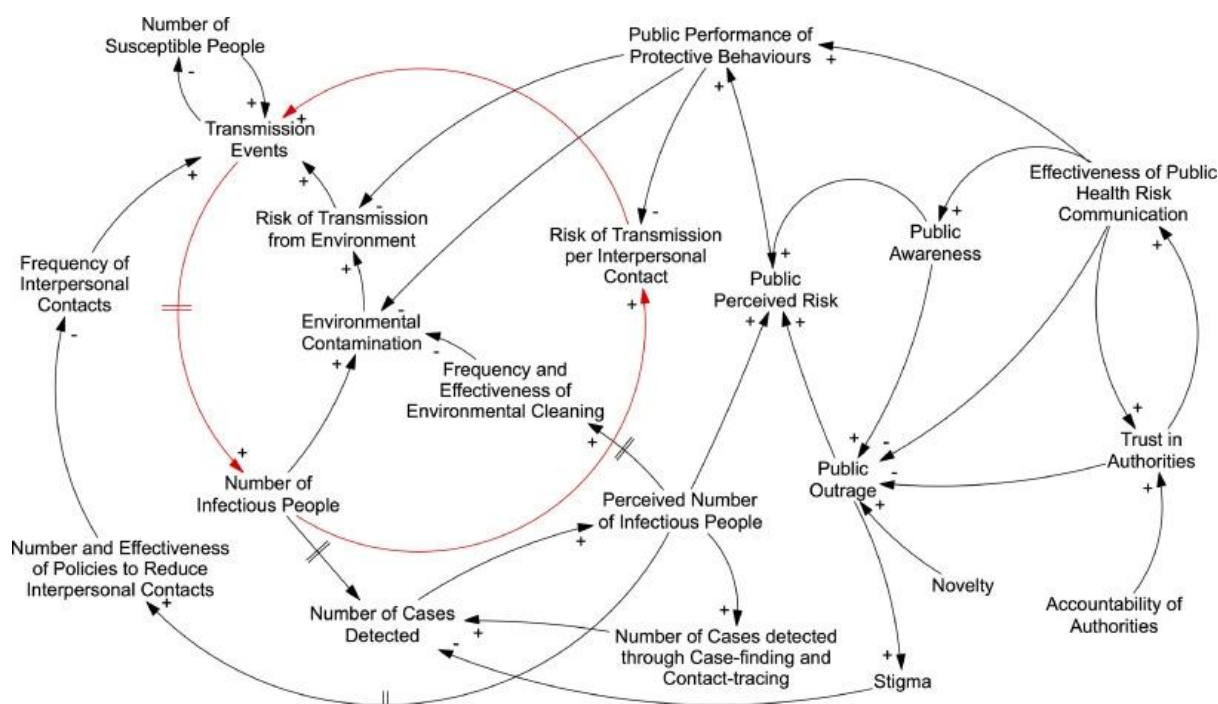 Number of
Susceptible People
Public Performance of
Protective Behaviours
Transmission
Events
Effectiveness of Public
Health Risk
Communication
Risk of Transmission
from Environment
Risk of Transmission
per Interpersonal
Contact
Public
Awareness
Frequency of
Interpersonal
Contacts
Public
Perceived Risk
Environmental
Contamination
Frequency and
Effectiveness of
Environmental Cleaning
Trust in
Authorities
Number of
Infectious People
Perceived Number
of Infectious People
Public
Outrage
Number and Effectiveness
of Policies to Reduce
Interpersonal Contacts
Novelty
Number of Cases
Detected
Accountability of
Authorities
Number of Cases detected
through Case-finding and
Contact-tracing
Stigma